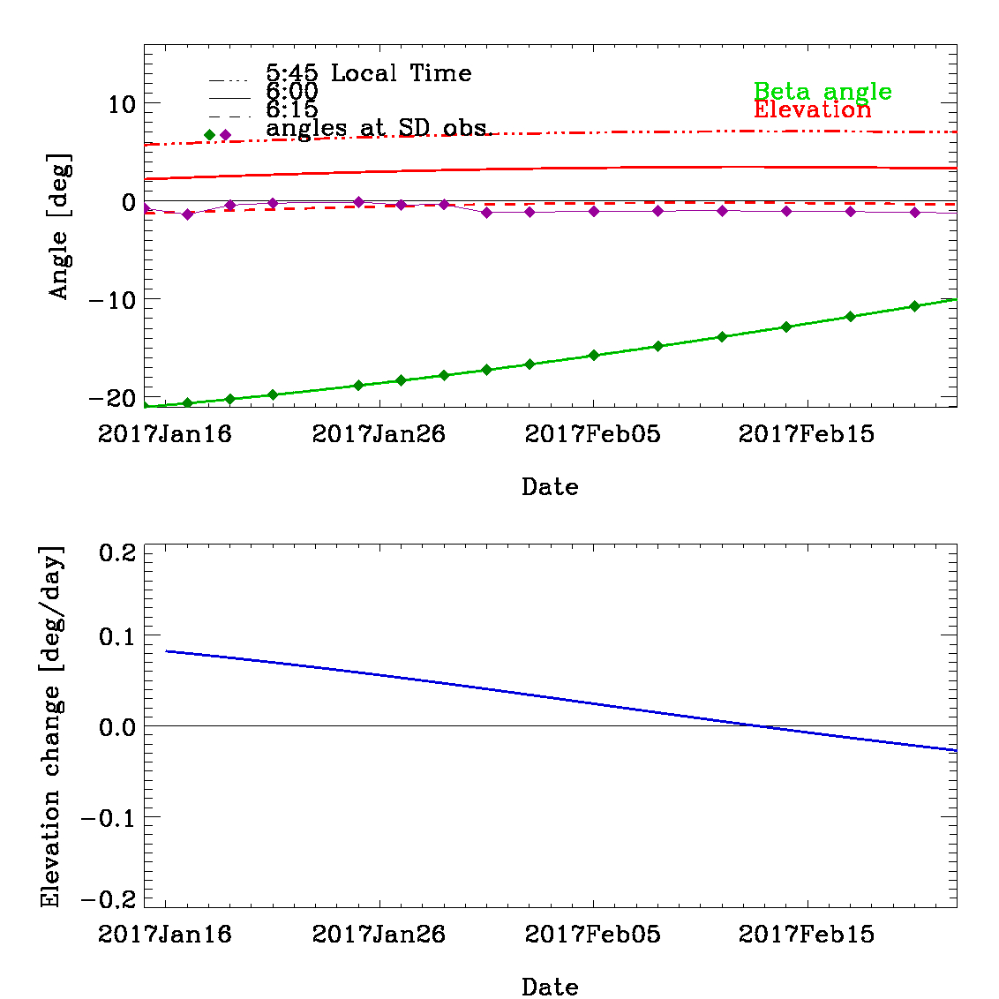 5:45 Local Time
6:00
6:15
angles at SD obs.
Beta angle
Elevation
10
0
-10
-20
Angle [deg]
2017Jan16 2017Jan26 2017Feb05 2017Feb15
Date
0.2
0.1
0.0
-0.1
-0.2
Elevation change [deg/day]
2017Jan16 2017Jan26 2017Feb05 2017Feb15
Date